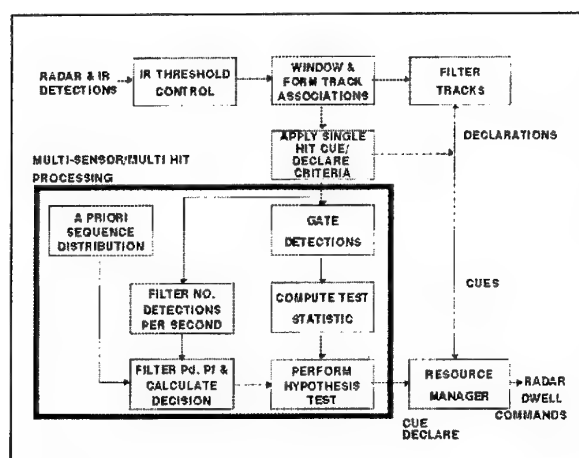 RADAR & IR
DETECTIONS
IR THRESHOLD
CONTROL
WINDOW &
FORM TRACK
ASSOCIATIONS
FILTER
TRACKS
DECLARATIONS
APPLY SINGLE
HIT CUE/
DECLARE
CRITERIA
MULTI-SENSOR/MULTI HIT
PROCESSING
A PRIORI
SEQUENCE
DISTRIBUTION
GATE
DETECTIONS
FILTER NO.
DETECTIONS
PER SECOND
COMPUTE TEST
STATISTIC
CUES
FILTER Pd, Pf &
CALCULATE
DECISION
PERFORM
HYPOTHESIS
TEST
RESOURCE
MANAGER
RADAR
DWELL
COMMANDS
CUE
DECLARE